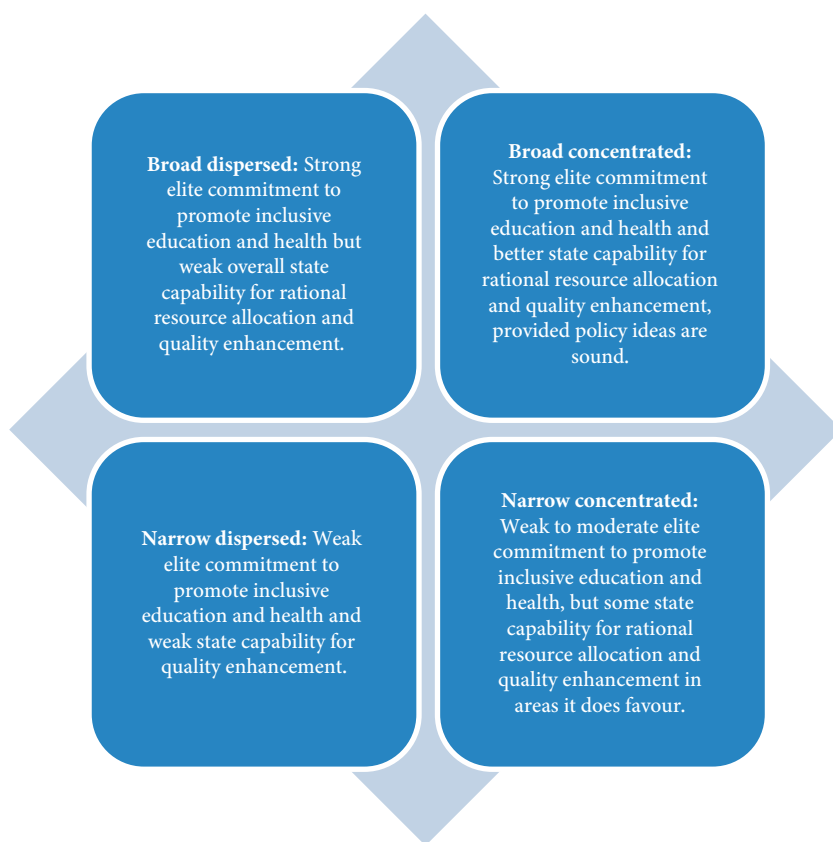 Broad dispersed: Strong
elite commitment to
promote inclusive
education and health but
weak overall state
capability for rational
resource allocation and
quality enhancement.
Broad concentrated:
Strong elite commitment
to promote inclusive
education and health and
better state capability for
rational resource allocation
and quality enhancement,
provided policy ideas are
sound.
Narrow dispersed: Weak
elite commitment to
promote inclusive
education and health and
weak state capability for
quality enhancement.
Narrow concentrated:
Weak to moderate elite
commitment to promote
inclusive education and
health, but some state
capability for rational
resource allocation and
quality enhancement in
areas it does favour.